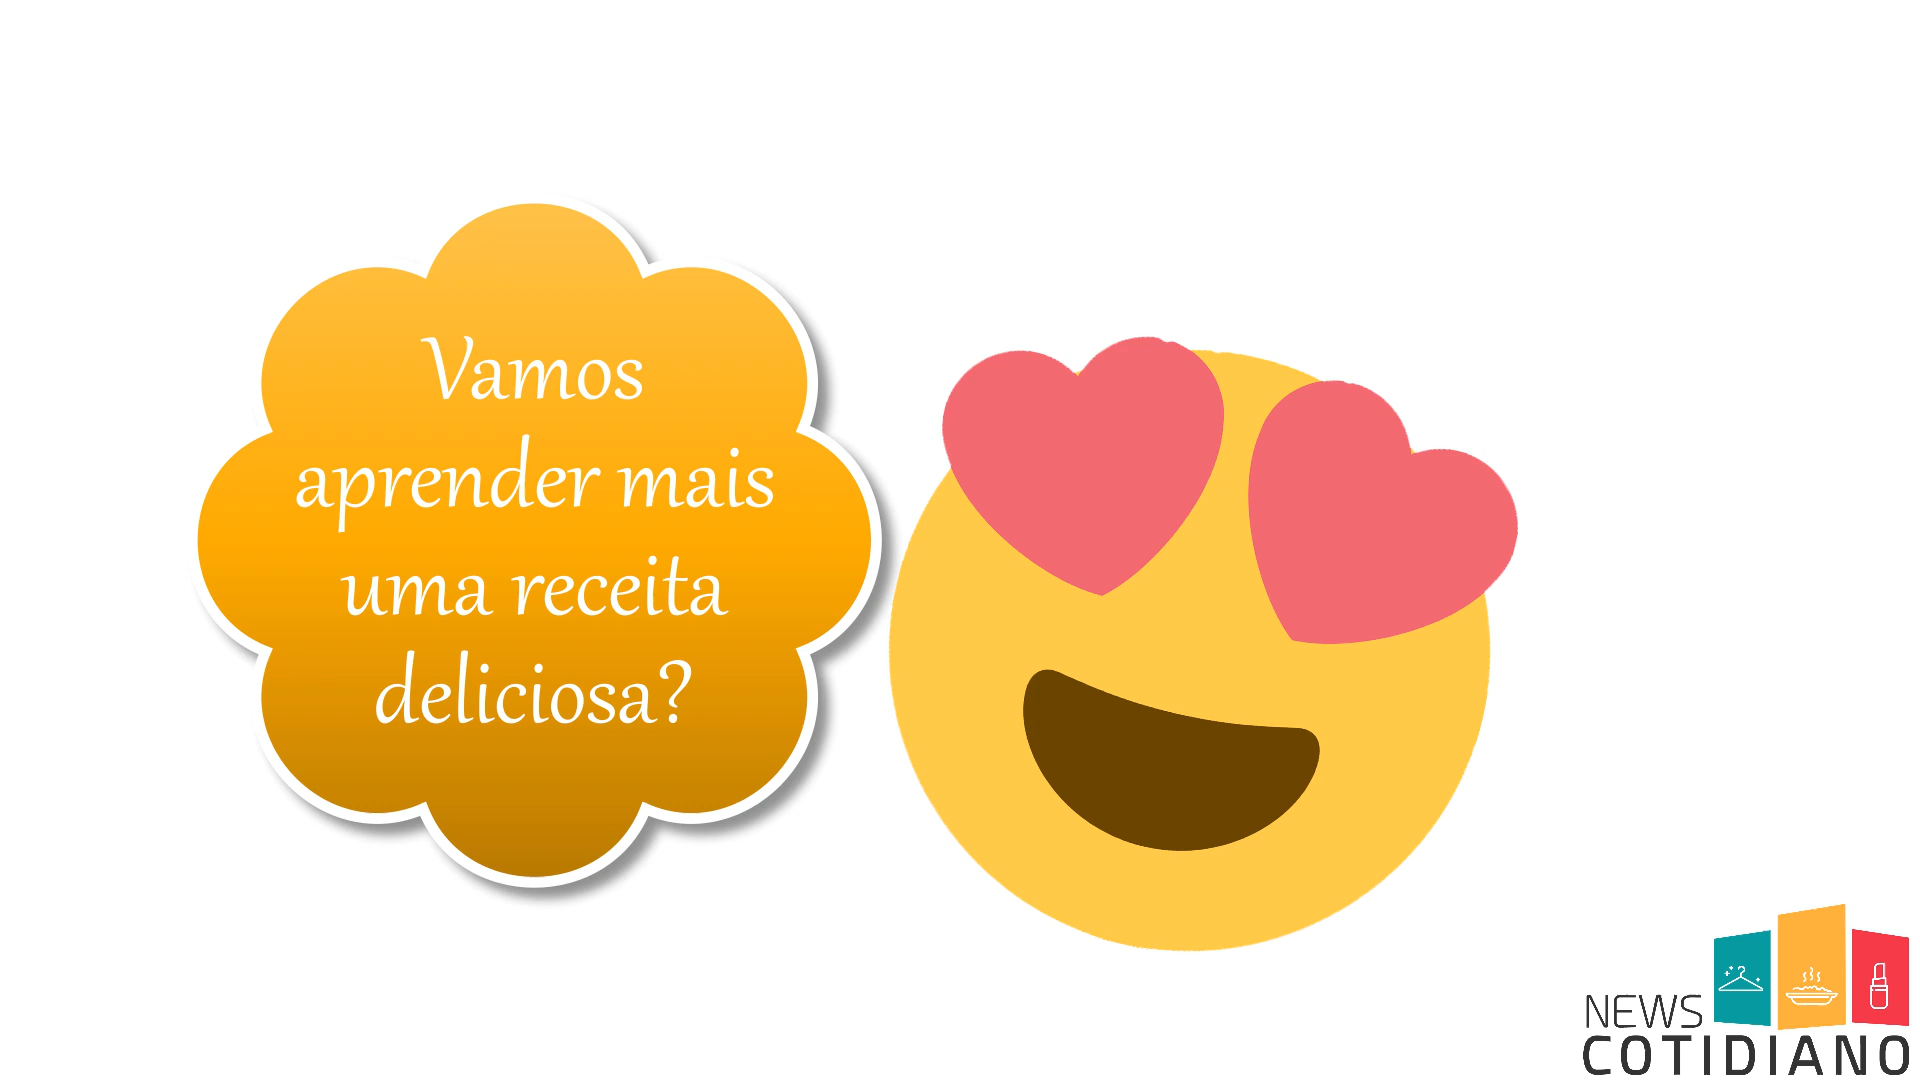 Vamos
aprender mais
uma receita
deliciosa?
NEWS
COTIDIANO